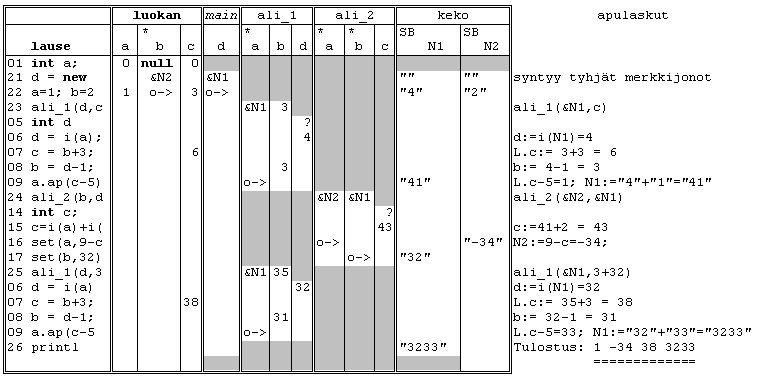 luokan main ali_1 ali_2 keko apulaskut
* * * * SB SB
lause a b c d a b d a b c N1 N2
01 int a; 0 null 0
21 d = new &N2 &N1 "" "" syntyy tyhjät merkkijonot
22 a=1; b=2 1 o-> 3 o-> "4" "2"
23 ali_1(d,c &N1 3 ali_1(&N1,c)
05 int d ?
06 d = i(a); 4 d:=i(N1)=4
07 c = b+3; 6 L.c:= 3+3 = 6
08 b = d-1; 3 b:= 4-1 = 3
09 a.ap(c-5) o-> "41" L.c-5=1; N1:="4"+"1"="41"
24 ali_2(b,d &N2 &N1 ali_2(&N2,&N1)
14 int c; ?
15 c=i(a)+i( 43 c:=41+2 = 43
16 set(a,9-c o-> "-34" N2:=9-c=-34;
17 set(b,32) o-> "32"
25 ali_1(d,3 &N1 35 ali_1(&N1,3+32)
06 d = i(a) 32 d:=i(N1)=32
07 c = b+3; 38 L.c:= 35+3 = 38
08 b = d-1; 31 b:= 32-1 = 31
09 a.ap(c-5 o-> L.c-5=33; N1:="32"+"33"="3233"
26 printl "3233" Tulostus: 1 -34 38 3233
=============